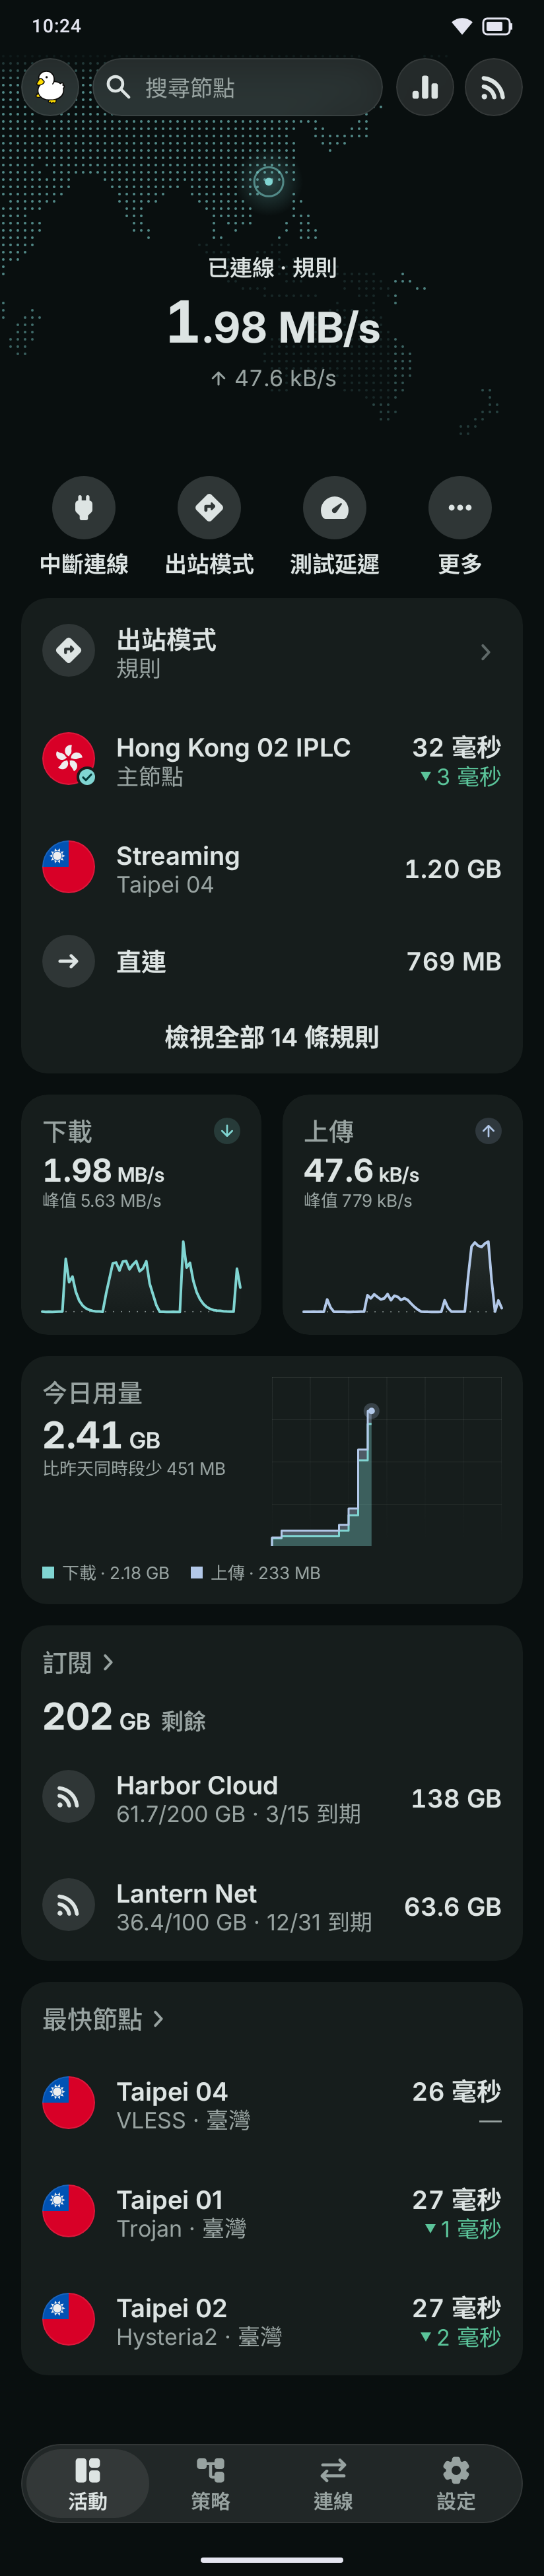 10:24
搜尋節點
已連線 · 規則
1.98 MB/s
↑ 47.6 kB/s
中斷連線
出站模式
測試延遲
更多
出站模式
規則
Hong Kong 02 IPLC
32 毫秒
主節點
▼3 毫秒
Streaming
1.20 GB
Taipei 04
直連
769 MB
檢視全部 14 條規則
下載
1.98 MB/s
峰值 5.63 MB/s
上傳
47.6 kB/s
峰值 779 kB/s
今日用量
2.41 GB
比昨天同時段少 451 MB
下載 · 2.18 GB
上傳 · 233 MB
訂閱
202 GB 剩餘
Harbor Cloud
138 GB
61.7/200 GB · 3/15 到期
Lantern Net
63.6 GB
36.4/100 GB · 12/31 到期
最快節點
Taipei 04
26 毫秒
VLESS · 臺灣
—
Taipei 01
27 毫秒
Trojan · 臺灣
▼1 毫秒
Taipei 02
27 毫秒
Hysteria2 · 臺灣
▼2 毫秒
活動
策略
連線
設定